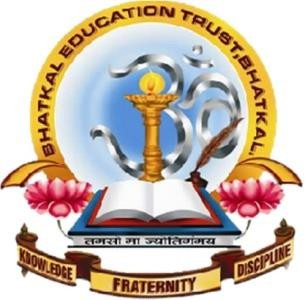 BHATKAL EDUCATION TRUST,BHATKAL
तमसो मा ज्योतिर्गमय
KNOWLEDGE
FRATERNITY
DISCIPLINE